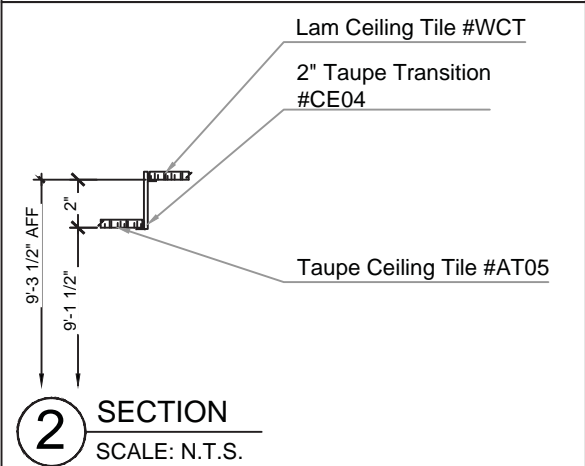 Lam Ceiling Tile #WCT
2" Taupe Transition
#CE04
Taupe Ceiling Tile #AT05
9'-3 1/2" AFF
2"
9'-1 1/2"
2
SECTION
SCALE: N.T.S.